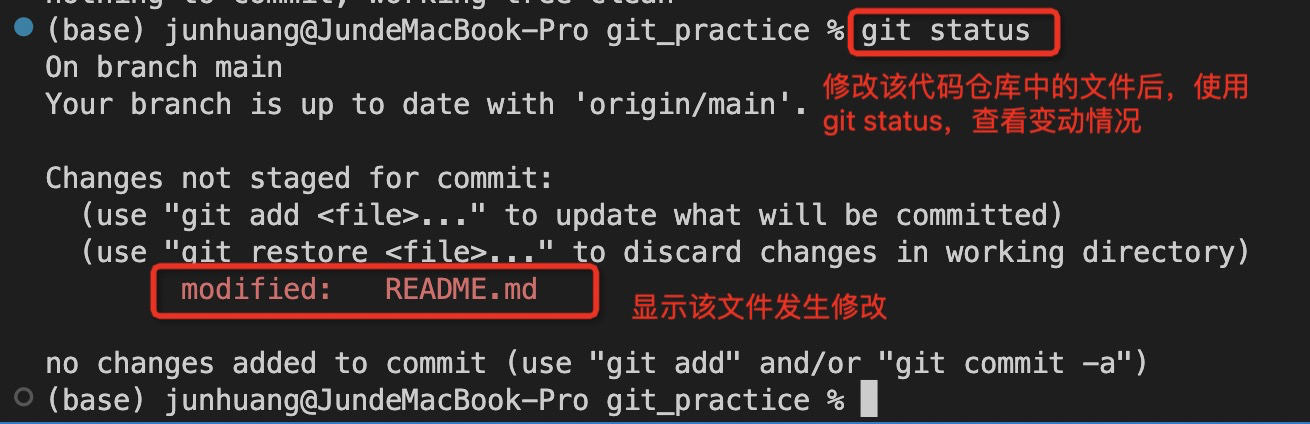 nothing to commit, working tree clean
(base) junhuang@JundeMacBook-Pro git_practice % git status
On branch main
修改该代码仓库中的文件后，使用
Your branch is up to date with 'origin/main'.
git status，查看变动情况
Changes not staged for commit:
(use "git add <file>..." to update what will be committed)
(use "git restore <file>..." to discard changes in working directory)
modified: README.md
显示该文件发生修改
no changes added to commit (use "git add" and/or "git commit -a")
(base) junhuang@JundeMacBook-Pro git_practice %